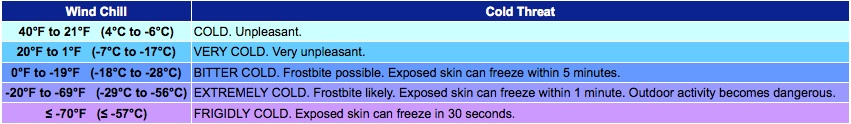 Wind Chill Cold Threat
40°F to 21°F (4°C to -6°C) COLD. Unpleasant.
20°F to 1°F (-7°C to -17°C) VERY COLD. Very unpleasant.
0°F to -19°F (-18°C to -28°C) BITTER COLD. Frostbite possible. Exposed skin can freeze within 5 minutes.
-20°F to -69°F (-29°C to -56°C) EXTREMELY COLD. Frostbite likely. Exposed skin can freeze within 1 minute. Outdoor activity becomes dangerous.
≤ -70°F (≤ -57°C) FRIGIDLY COLD. Exposed skin can freeze in 30 seconds.